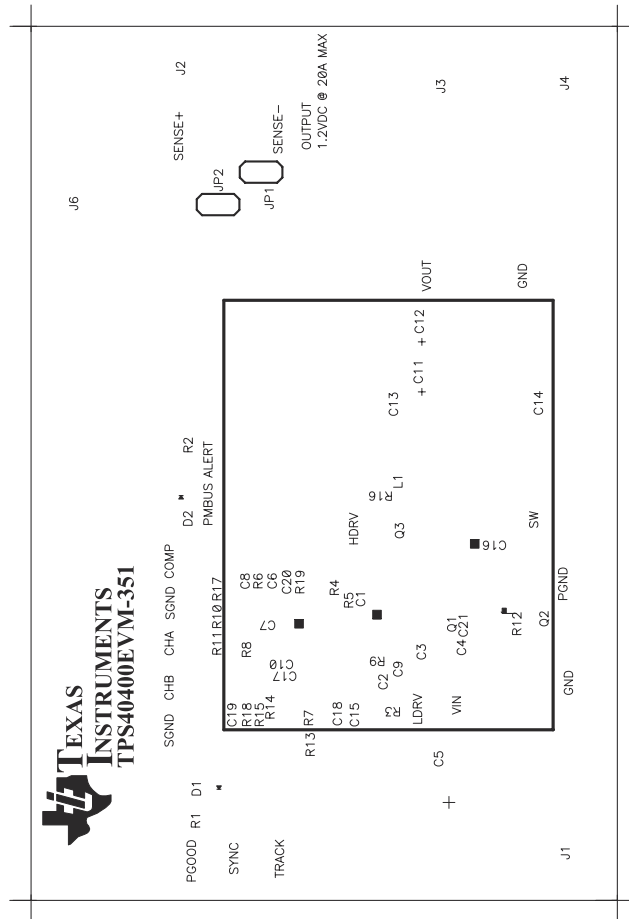 TEXAS
INSTRUMENTS
TPS40400EVM-351
J6
SGND CHB CHA SGND COMP
J2
SENSE+
PGOOD R1 D1
D2 R2
PMBUS ALERT
SYNC
TRACK
JP2
JP1
SENSE-
OUTPUT
1.2VDC @ 20A MAX
R11 R10 R17
C19
R18
R15
R14
R8
C8
R6
C6
C20
R19
C7
C10
C17
R13
R7
C18
C15
R4
R5
C1
HDRV
R9
C2
C9
R3
R16
L1
Q3
C13
LDRV
C3
+ C11
+ C12
VOUT
C5
+
VIN
C4
C21
Q1
J3
C16
R12
SW
Q2
C14
GND
PGND
GND
J1
J4